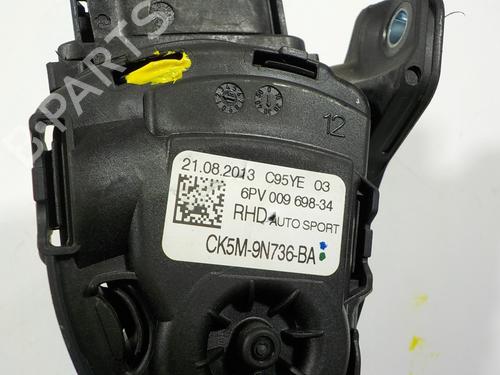 B-PARTS
12
21.08.2013 C95YE 03
6PV 009 698-34
RHD AUTO SPORT
CK5M-9N736-BA